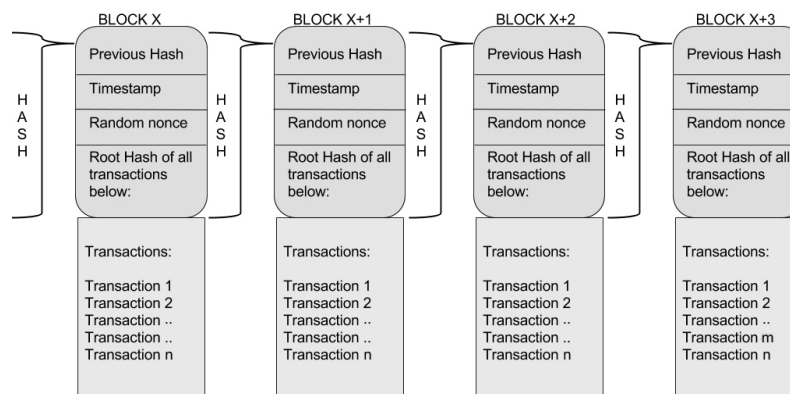 BLOCK X
Previous Hash
Timestamp
Random nonce
Root Hash of all
transactions
below:
Transactions:
Transaction 1
Transaction 2
Transaction ..
Transaction ..
Transaction n
BLOCK X+1
Previous Hash
Timestamp
Random nonce
Root Hash of all
transactions
below:
Transactions:
Transaction 1
Transaction 2
Transaction ..
Transaction ..
Transaction n
BLOCK X+2
Previous Hash
Timestamp
Random nonce
Root Hash of all
transactions
below:
Transactions:
Transaction 1
Transaction 2
Transaction ..
Transaction ..
Transaction n
BLOCK X+3
Previous Hash
Timestamp
Random nonce
Root Hash of all
transactions
below:
Transactions:
Transaction 1
Transaction 2
Transaction ..
Transaction m
Transaction n
HASH
HASH
HASH
HASH